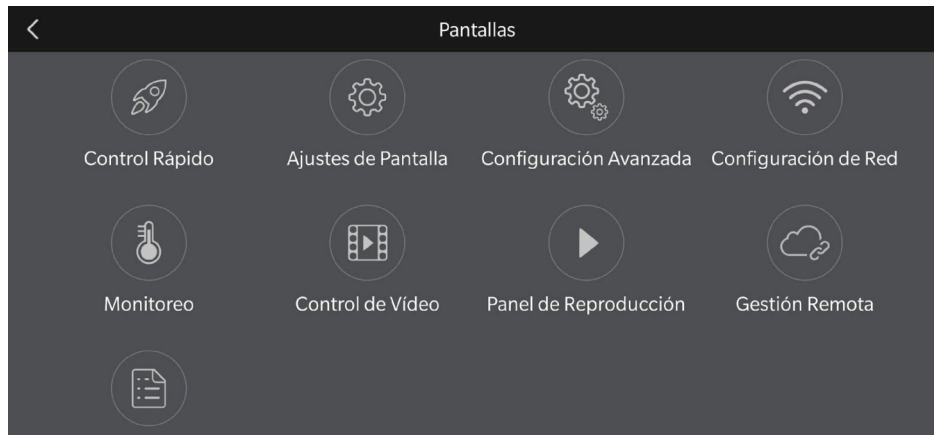 Pantallas
Control Rápido
Ajustes de Pantalla
Configuración Avanzada
Configuración de Red
Monitoreo
Control de Vídeo
Panel de Reproducción
Gestión Remota